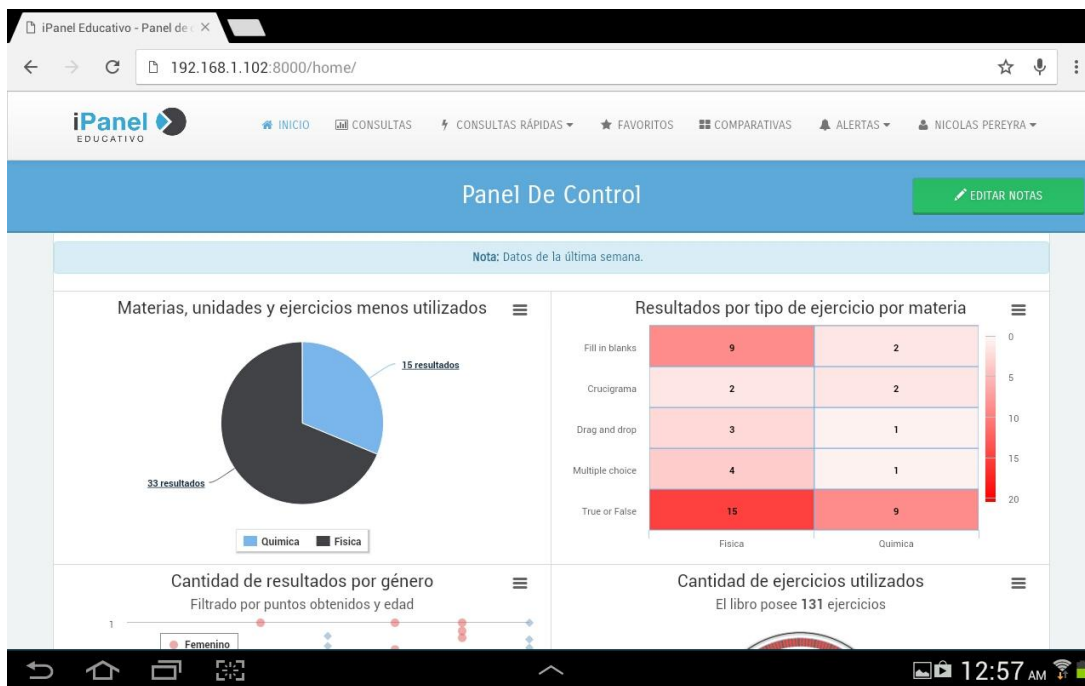 iPanel Educativo - Panel de c
192.168.1.102:8000/home/
iPanel
EDUCATIVO
INICIO
CONSULTAS
CONSULTAS RÁPIDAS
FAVORITOS
COMPARATIVAS
ALERTAS
NICOLAS PEREYRA
Panel De Control
EDITAR NOTAS
Nota: Datos de la última semana.
Materias, unidades y ejercicios menos utilizados
15 resultados
33 resultados
Quimica
Fisica
Resultados por tipo de ejercicio por materia
Fill in blanks 9 2
Crucigrama 2 2
Drag and drop 3 1
Multiple choice 4 1
True or False 15 9
Fisica
Quimica
0
5
10
15
20
Cantidad de resultados por género
Filtrado por puntos obtenidos y edad
1
Femenino
Cantidad de ejercicios utilizados
El libro posee 131 ejercicios
12:57 AM